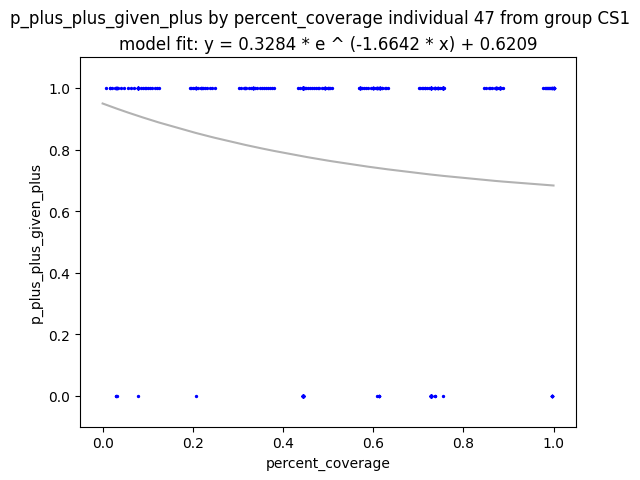 p_plus_plus_given_plus by percent_coverage individual 47 from group CS1
model fit: y = 0.3284 * e ^ (-1.6642 * x) + 0.6209
1.0
0.8
0.6
0.4
0.2
0.0
p_plus_plus_given_plus
0.0 0.2 0.4 0.6 0.8 1.0
percent_coverage